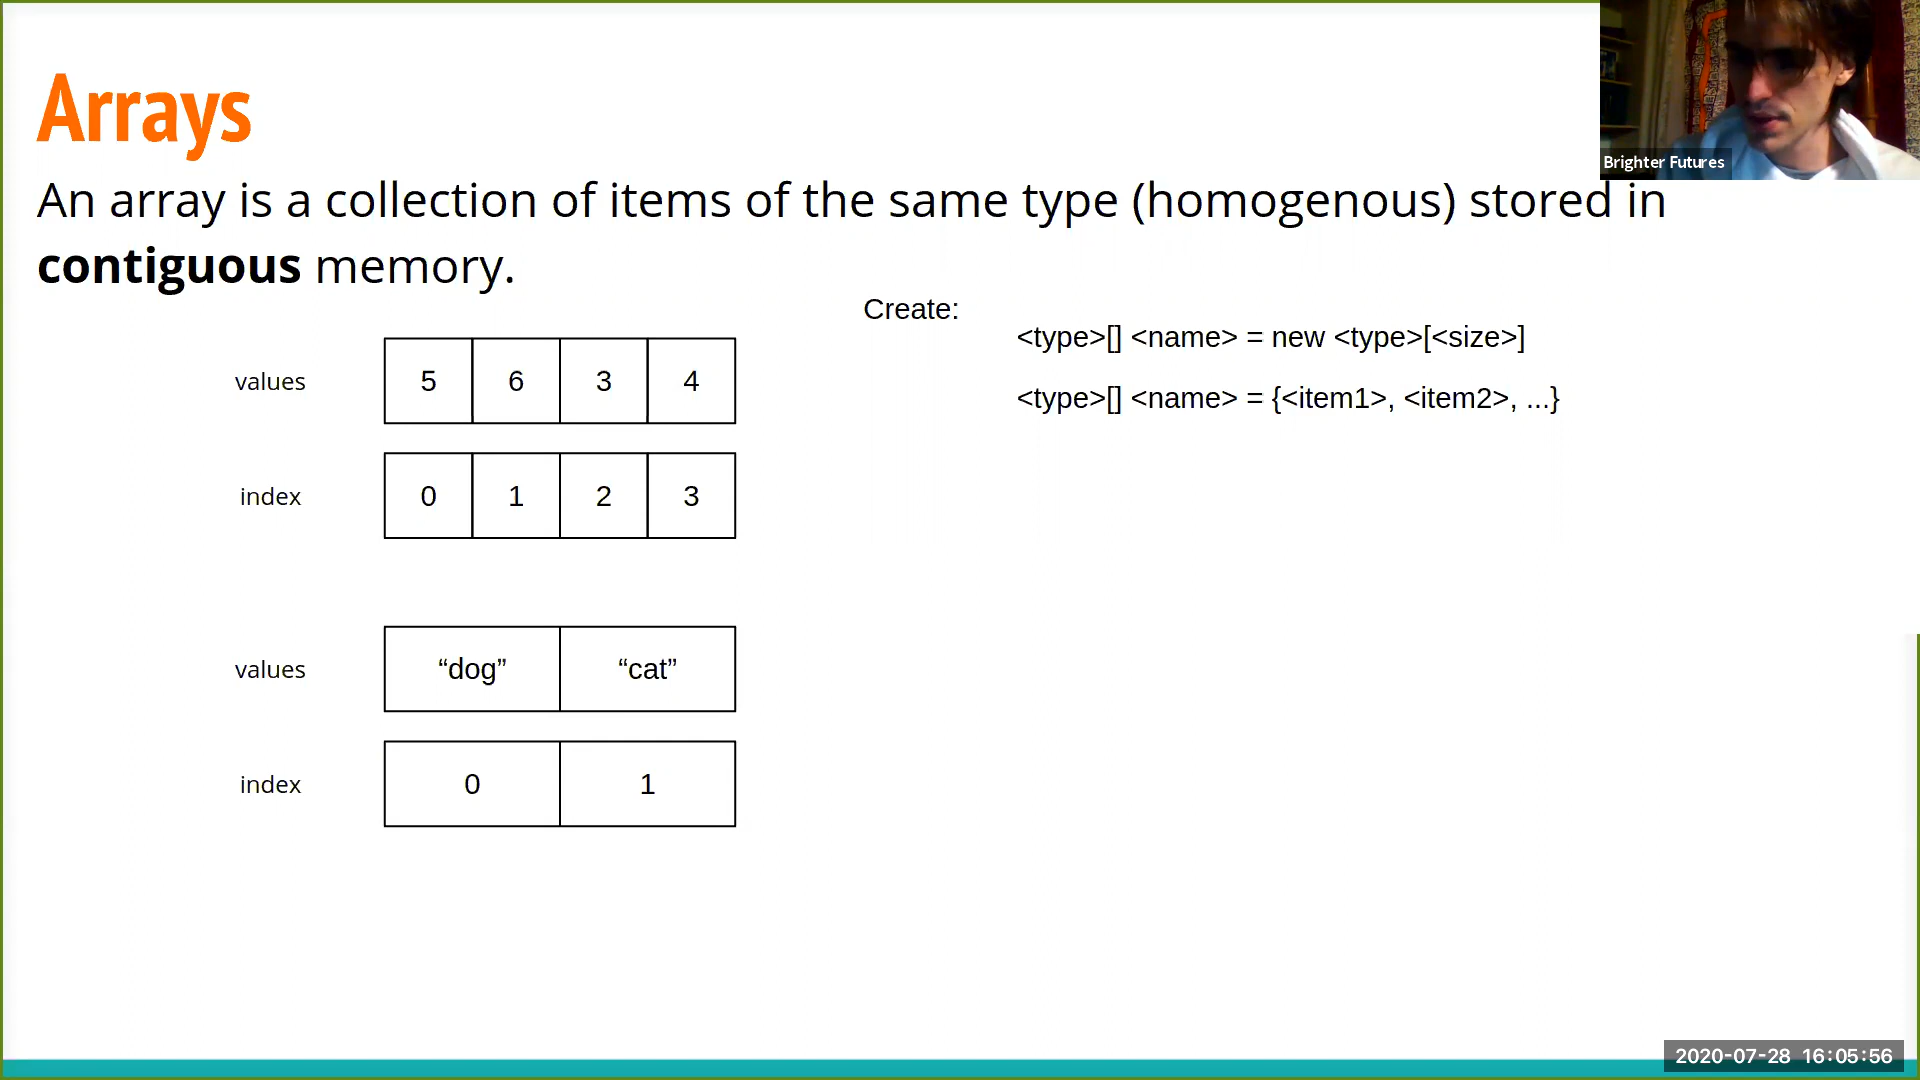 Arrays
Brighter Futures
An array is a collection of items of the same type (homogenous) stored in
contiguous memory.
Create:
<type>[] <name> = new <type>[<size>]
<type>[] <name> = {<item1>, <item2>, ...}
values 5 6 3 4
index 0 1 2 3
values “dog” “cat”
index 0 1
2020-07-28 16:05:56